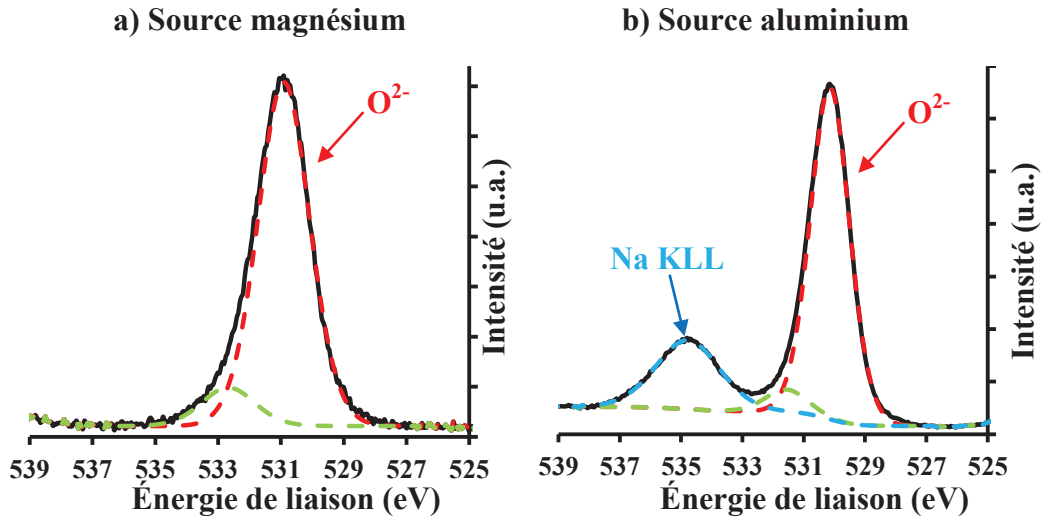 a) Source magnésium
O²⁻
Intensité (u.a.)
539 537 535 533 531 529 527 525
Énergie de liaison (eV)
b) Source aluminium
O²⁻
Na KLL
Intensité (u.a.)
539 537 535 533 531 529 527 525
Énergie de liaison (eV)